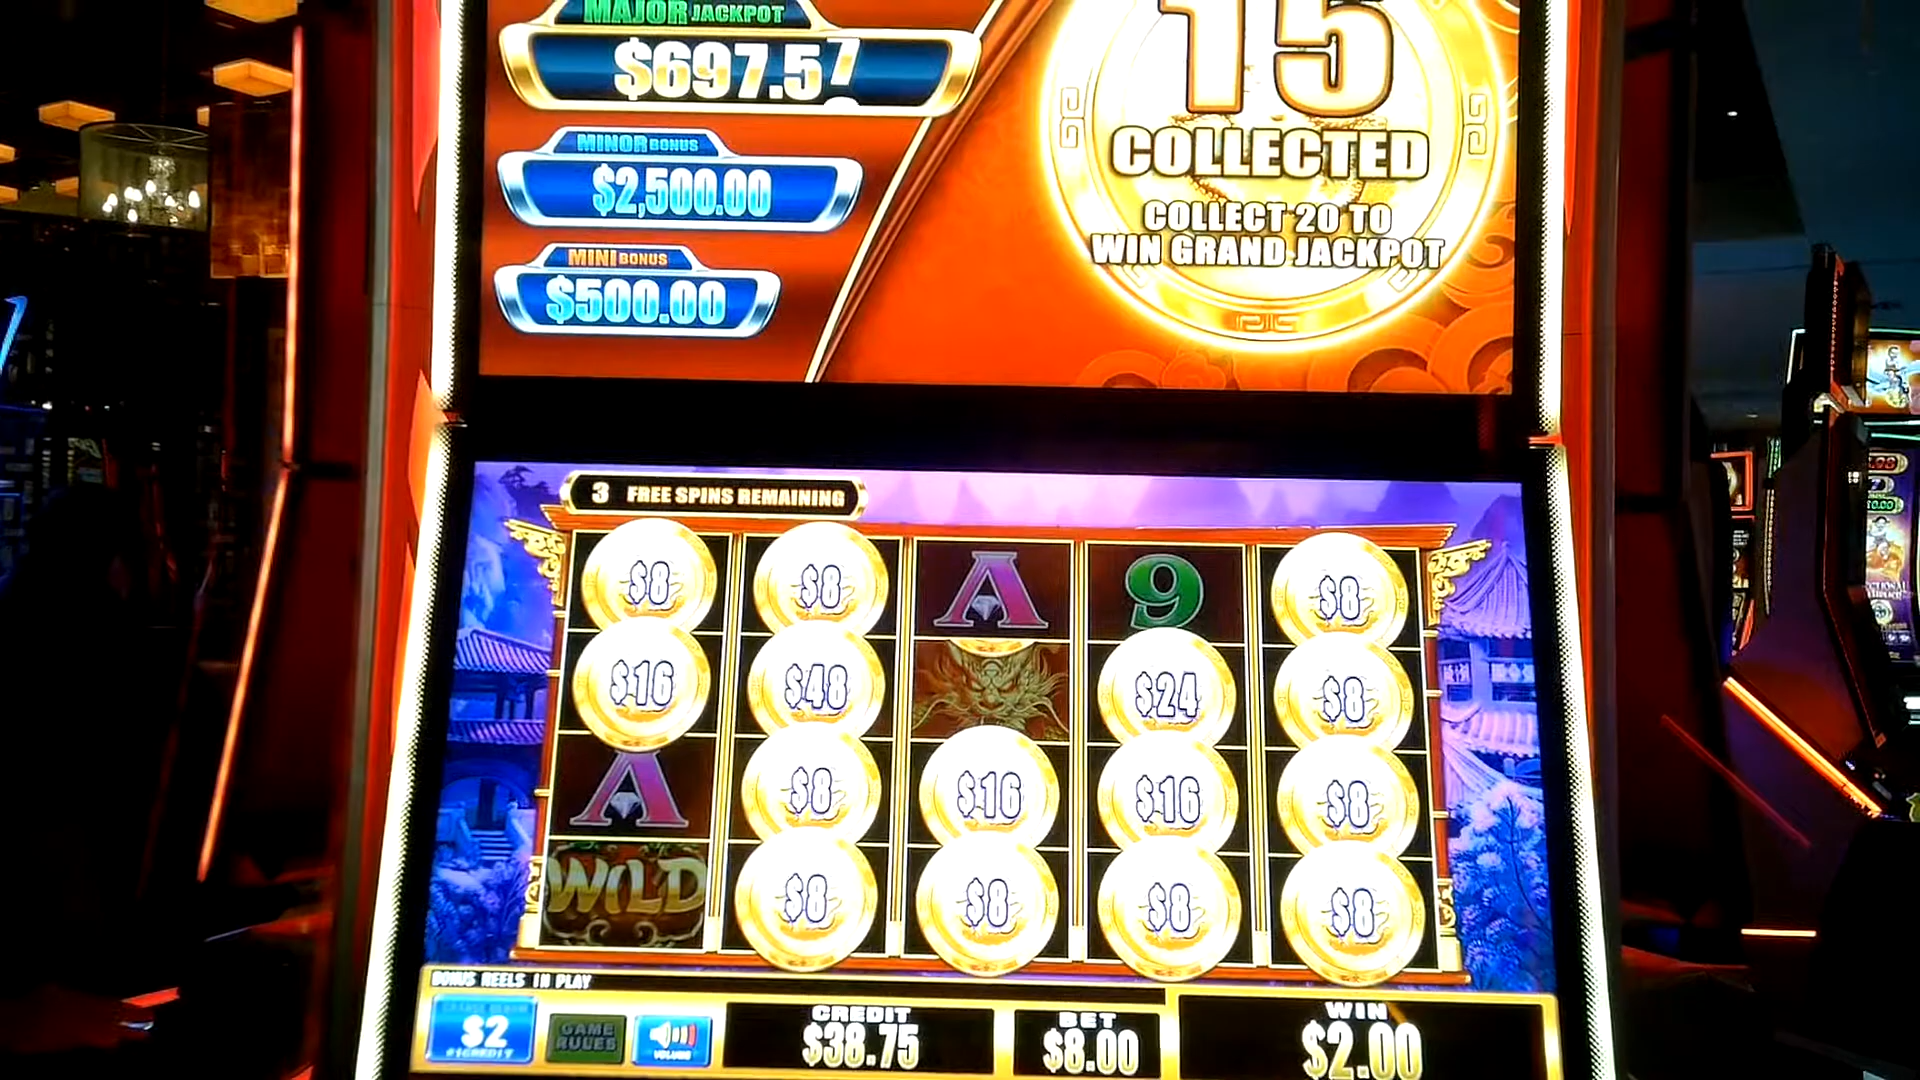 MAJOR JACKPOT
$697.57
MINOR BONUS
$2,500.00
MINI BONUS
$500.00
15
COLLECTED
COLLECT 20 TO
WIN GRAND JACKPOT
3 FREE SPINS REMAINING
$8 $8 A 9 $8
$16 $48 $24 $8
A $8 $16 $16 $8
WILD $8 $8 $8 $8
BONUS REELS IN PLAY
$2
GAME
RULES
VOLUME
CREDIT
$38.75
BET
$8.00
WIN
$2.00